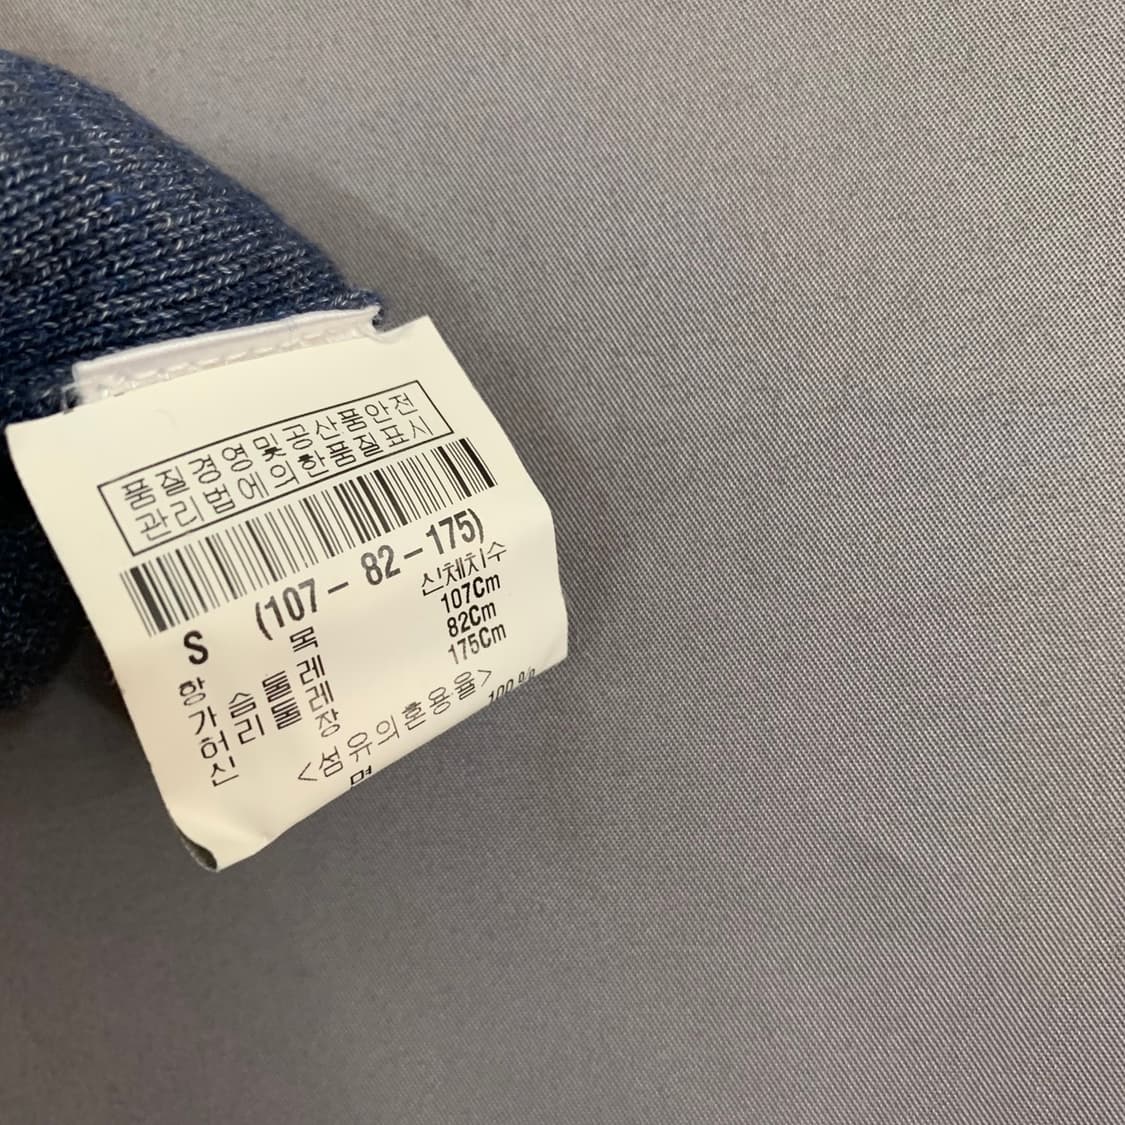 품질경영및공산품안전
관리법에의한품질표시
S (107-82-175)
항 목 신체치수
가슴둘레 107Cm
허리둘레 82Cm
신 장 175Cm
<섬유의혼용율>
면 100%